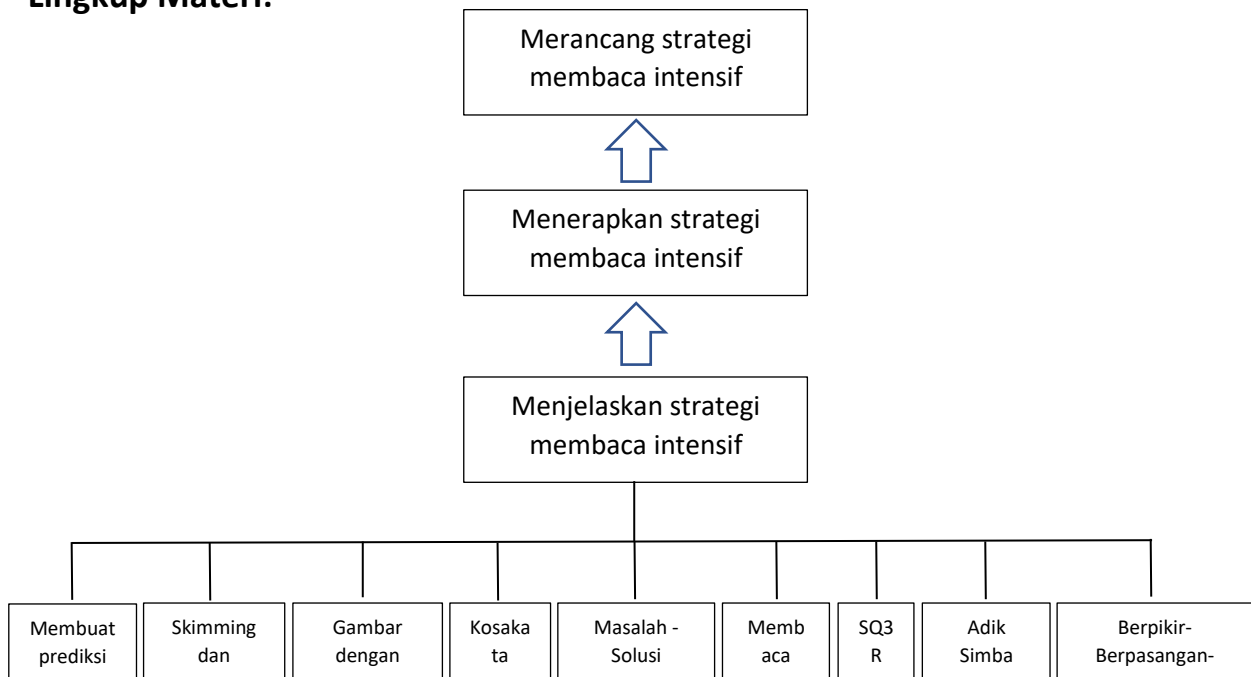 Lingkup Materi:
Merancang strategi
membaca intensif
Menerapkan strategi
membaca intensif
Menjelaskan strategi
membaca intensif
Membuat
prediksi
Skimming
dan
Gambar
dengan
Kosaka
ta
Masalah -
Solusi
Memb
aca
SQ3
R
Adik
Simba
Berpikir-
Berpasangan-